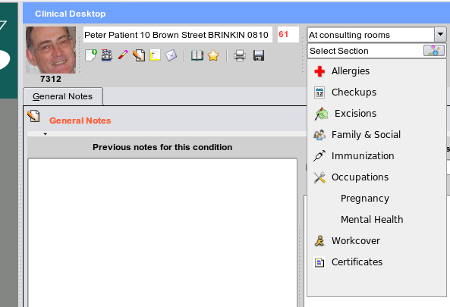 Clinical Desktop
Peter Patient 10 Brown Street BRINKIN 0810
61
At consulting rooms
Select Section
7312
Allergies
Checkups
Excisions
Family & Social
Immunization
Occupations
Pregnancy
Mental Health
Workcover
Certificates
General Notes
General Notes
Previous notes for this condition